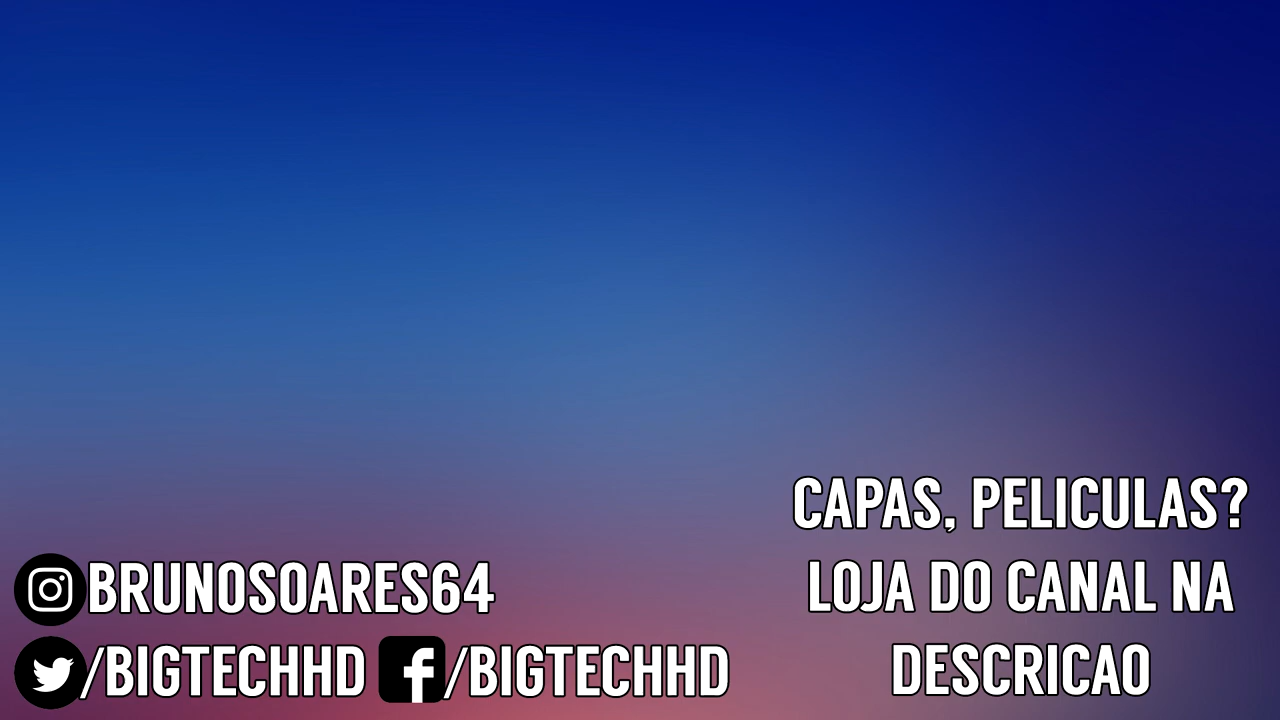 CAPAS, PELICULAS?
LOJA DO CANAL NA
DESCRICAO
BRUNOSOARES64
/BIGTECHHD /BIGTECHHD